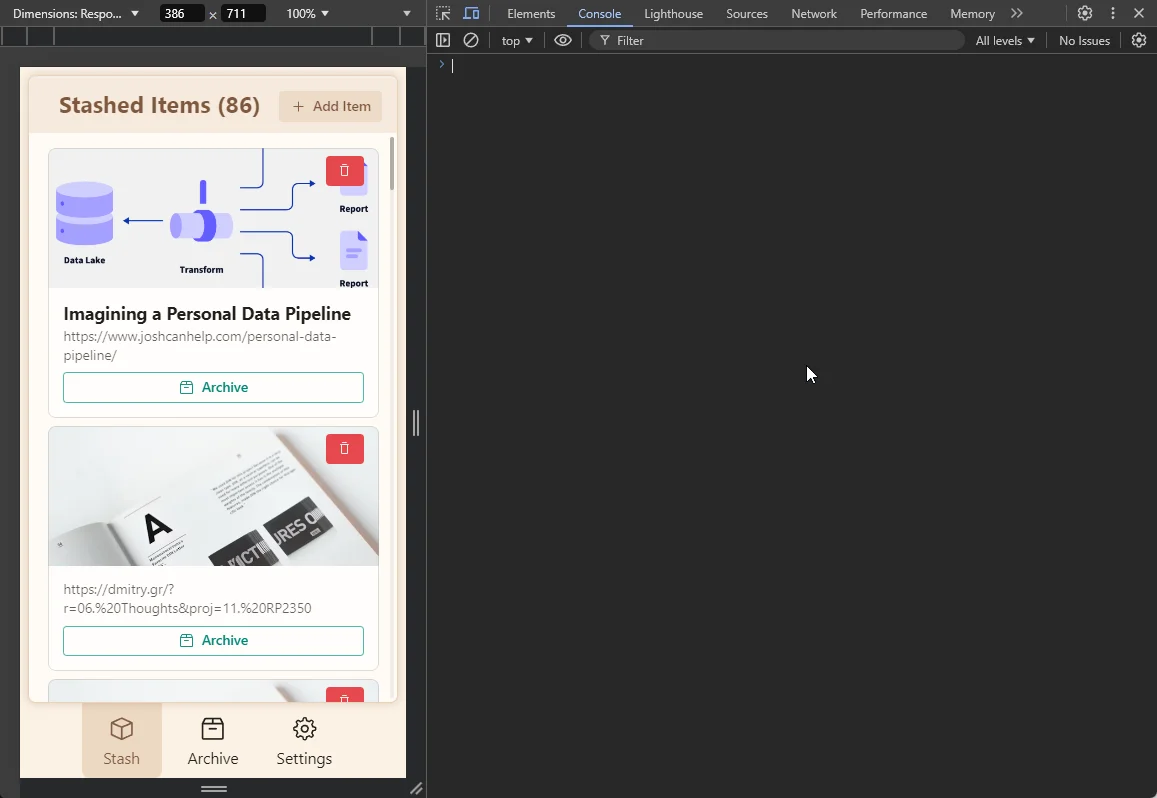 Dimensions: Respo... 386 × 711 100%
Elements Console Lighthouse Sources Network Performance Memory
top Filter All levels No Issues
Stashed Items (86)
+ Add Item
Report
Data Lake
Transform
Report
Imagining a Personal Data Pipeline
https://www.joshcanhelp.com/personal-data-
pipeline/
Archive
A
https://dmitry.gr/?
r=06.%20Thoughts&proj=11.%20RP2350
Archive
Stash Archive Settings